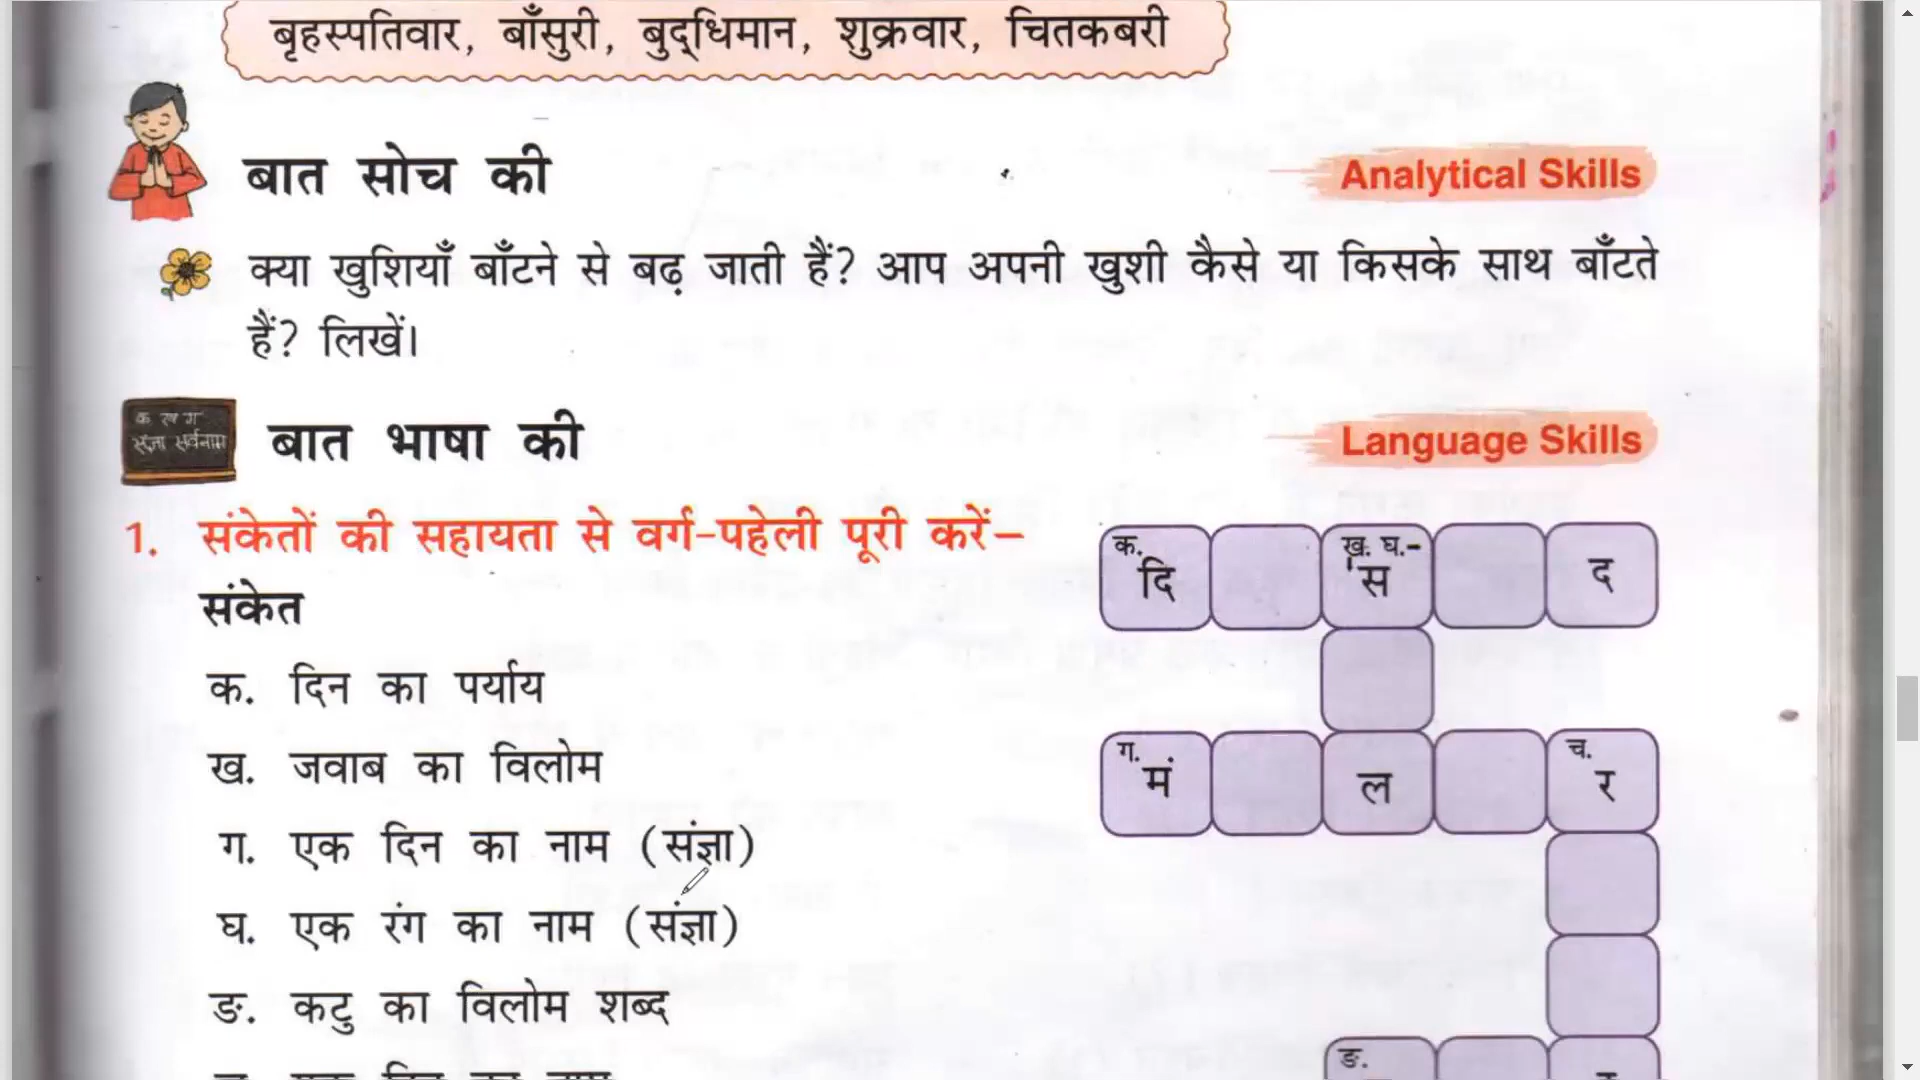 बृहस्पतिवार, बाँसुरी, बुद्धिमान, शुक्रवार, चितकबरी
बात सोच की
Analytical Skills
क्या खुशियाँ बाँटने से बढ़ जाती हैं? आप अपनी खुशी कैसे या किसके साथ बाँटते
हैं? लिखें।
क ख ग
संज्ञा सर्वनाम
बात भाषा की
Language Skills
1. संकेतों की सहायता से वर्ग-पहेली पूरी करें–
संकेत
क. दिन का पर्याय
ख. जवाब का विलोम
ग. एक दिन का नाम (संज्ञा)
घ. एक रंग का नाम (संज्ञा)
ङ. कटु का विलोम शब्द
क. दि ख. घ.- स द
ग. मं ल च. र
ङ.